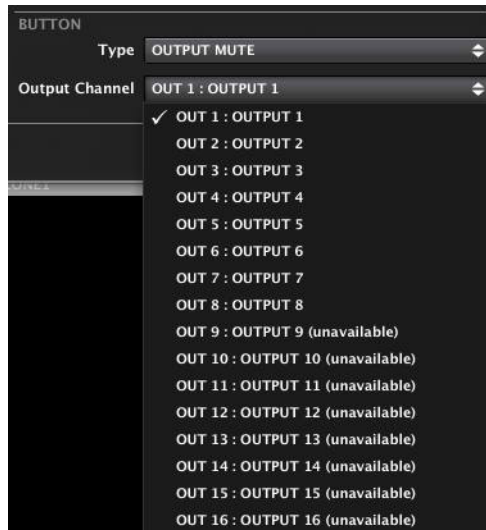 BUTTON
Type OUTPUT MUTE
Output Channel OUT 1 : OUTPUT 1
✓ OUT 1 : OUTPUT 1
OUT 2 : OUTPUT 2
OUT 3 : OUTPUT 3
OUT 4 : OUTPUT 4
OUT 5 : OUTPUT 5
OUT 6 : OUTPUT 6
OUT 7 : OUTPUT 7
OUT 8 : OUTPUT 8
OUT 9 : OUTPUT 9 (unavailable)
OUT 10 : OUTPUT 10 (unavailable)
OUT 11 : OUTPUT 11 (unavailable)
OUT 12 : OUTPUT 12 (unavailable)
OUT 13 : OUTPUT 13 (unavailable)
OUT 14 : OUTPUT 14 (unavailable)
OUT 15 : OUTPUT 15 (unavailable)
OUT 16 : OUTPUT 16 (unavailable)